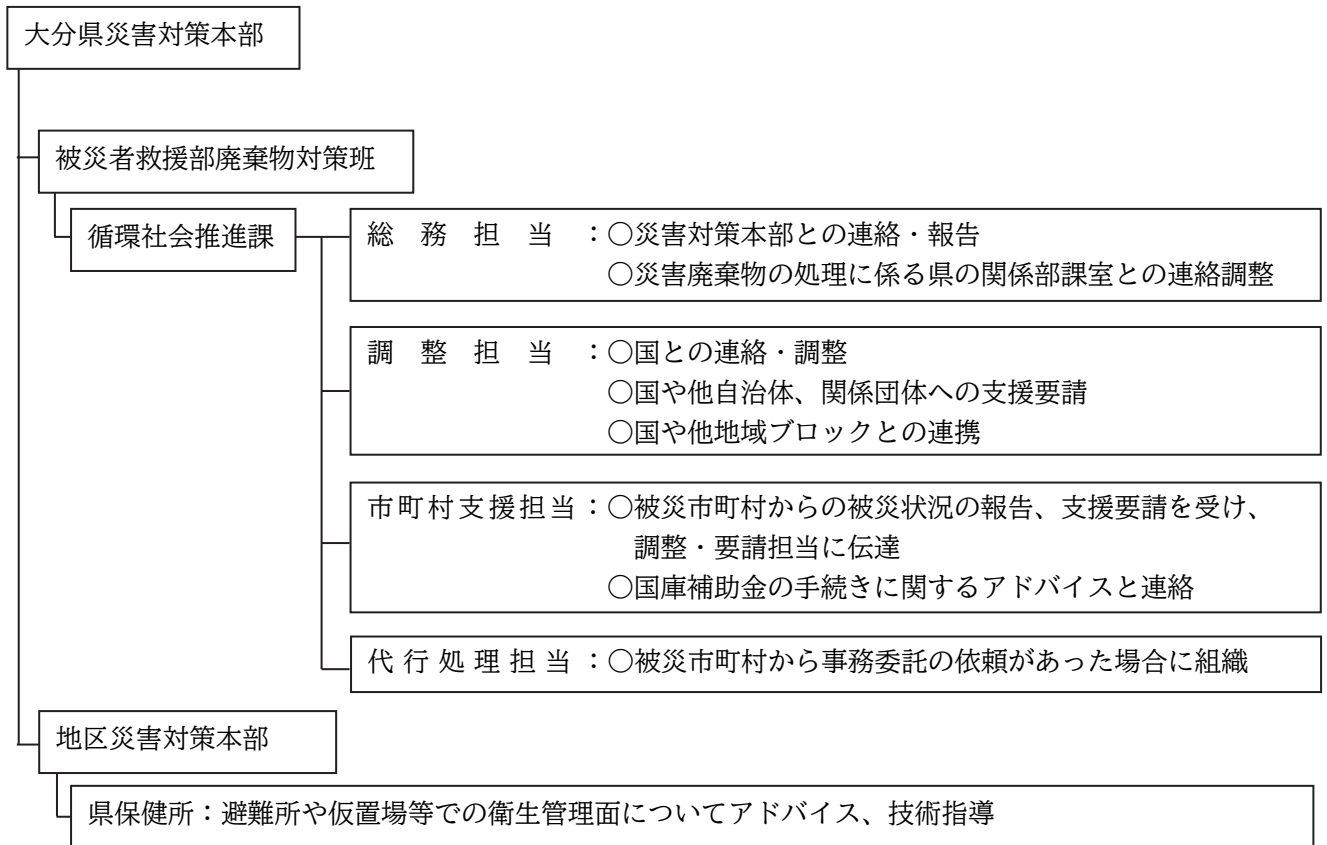 大分県災害対策本部
被災者救援部廃棄物対策班
循環社会推進課
総務担当：○災害対策本部との連絡・報告
○災害廃棄物の処理に係る県の関係部課室との連絡調整
調整担当：○国との連絡・調整
○国や他自治体、関係団体への支援要請
○国や他地域ブロックとの連携
市町村支援担当：○被災市町村からの被災状況の報告、支援要請を受け、
調整・要請担当に伝達
○国庫補助金の手続きに関するアドバイスと連絡
代行処理担当：○被災市町村から事務委託の依頼があった場合に組織
地区災害対策本部
県保健所：避難所や仮置場等での衛生管理面についてアドバイス、技術指導